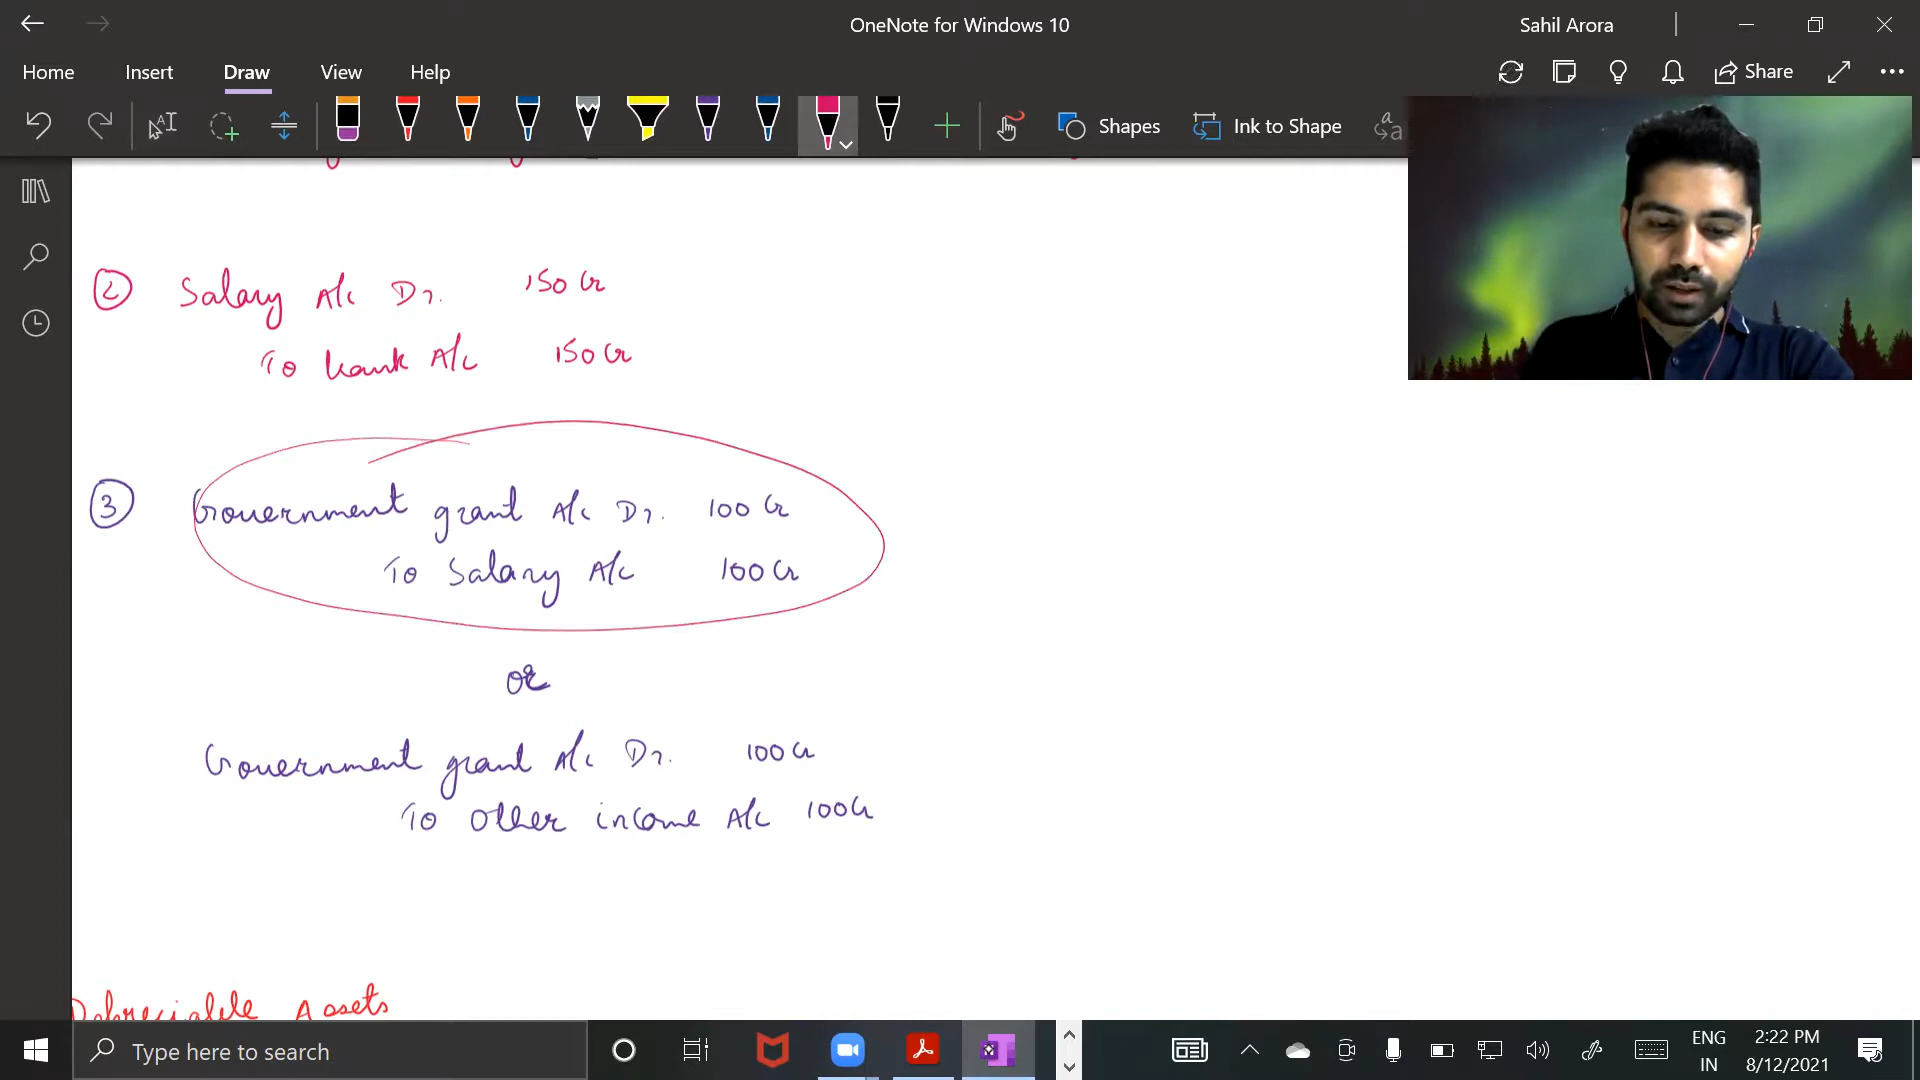 OneNote for Windows 10
Sahil Arora
Home Insert Draw View Help
Share
Shapes Ink to Shape
② Salary A/c Dr. 150 Cr
To bank A/c 150 Cr
③ Government grant A/c Dr. 100 Cr
To Salary A/c 100 Cr
or
Government grant A/c Dr. 100 Cr
To Other income A/c 100 Cr
Depreciable Assets
Type here to search
ENG
IN
2:22 PM
8/12/2021